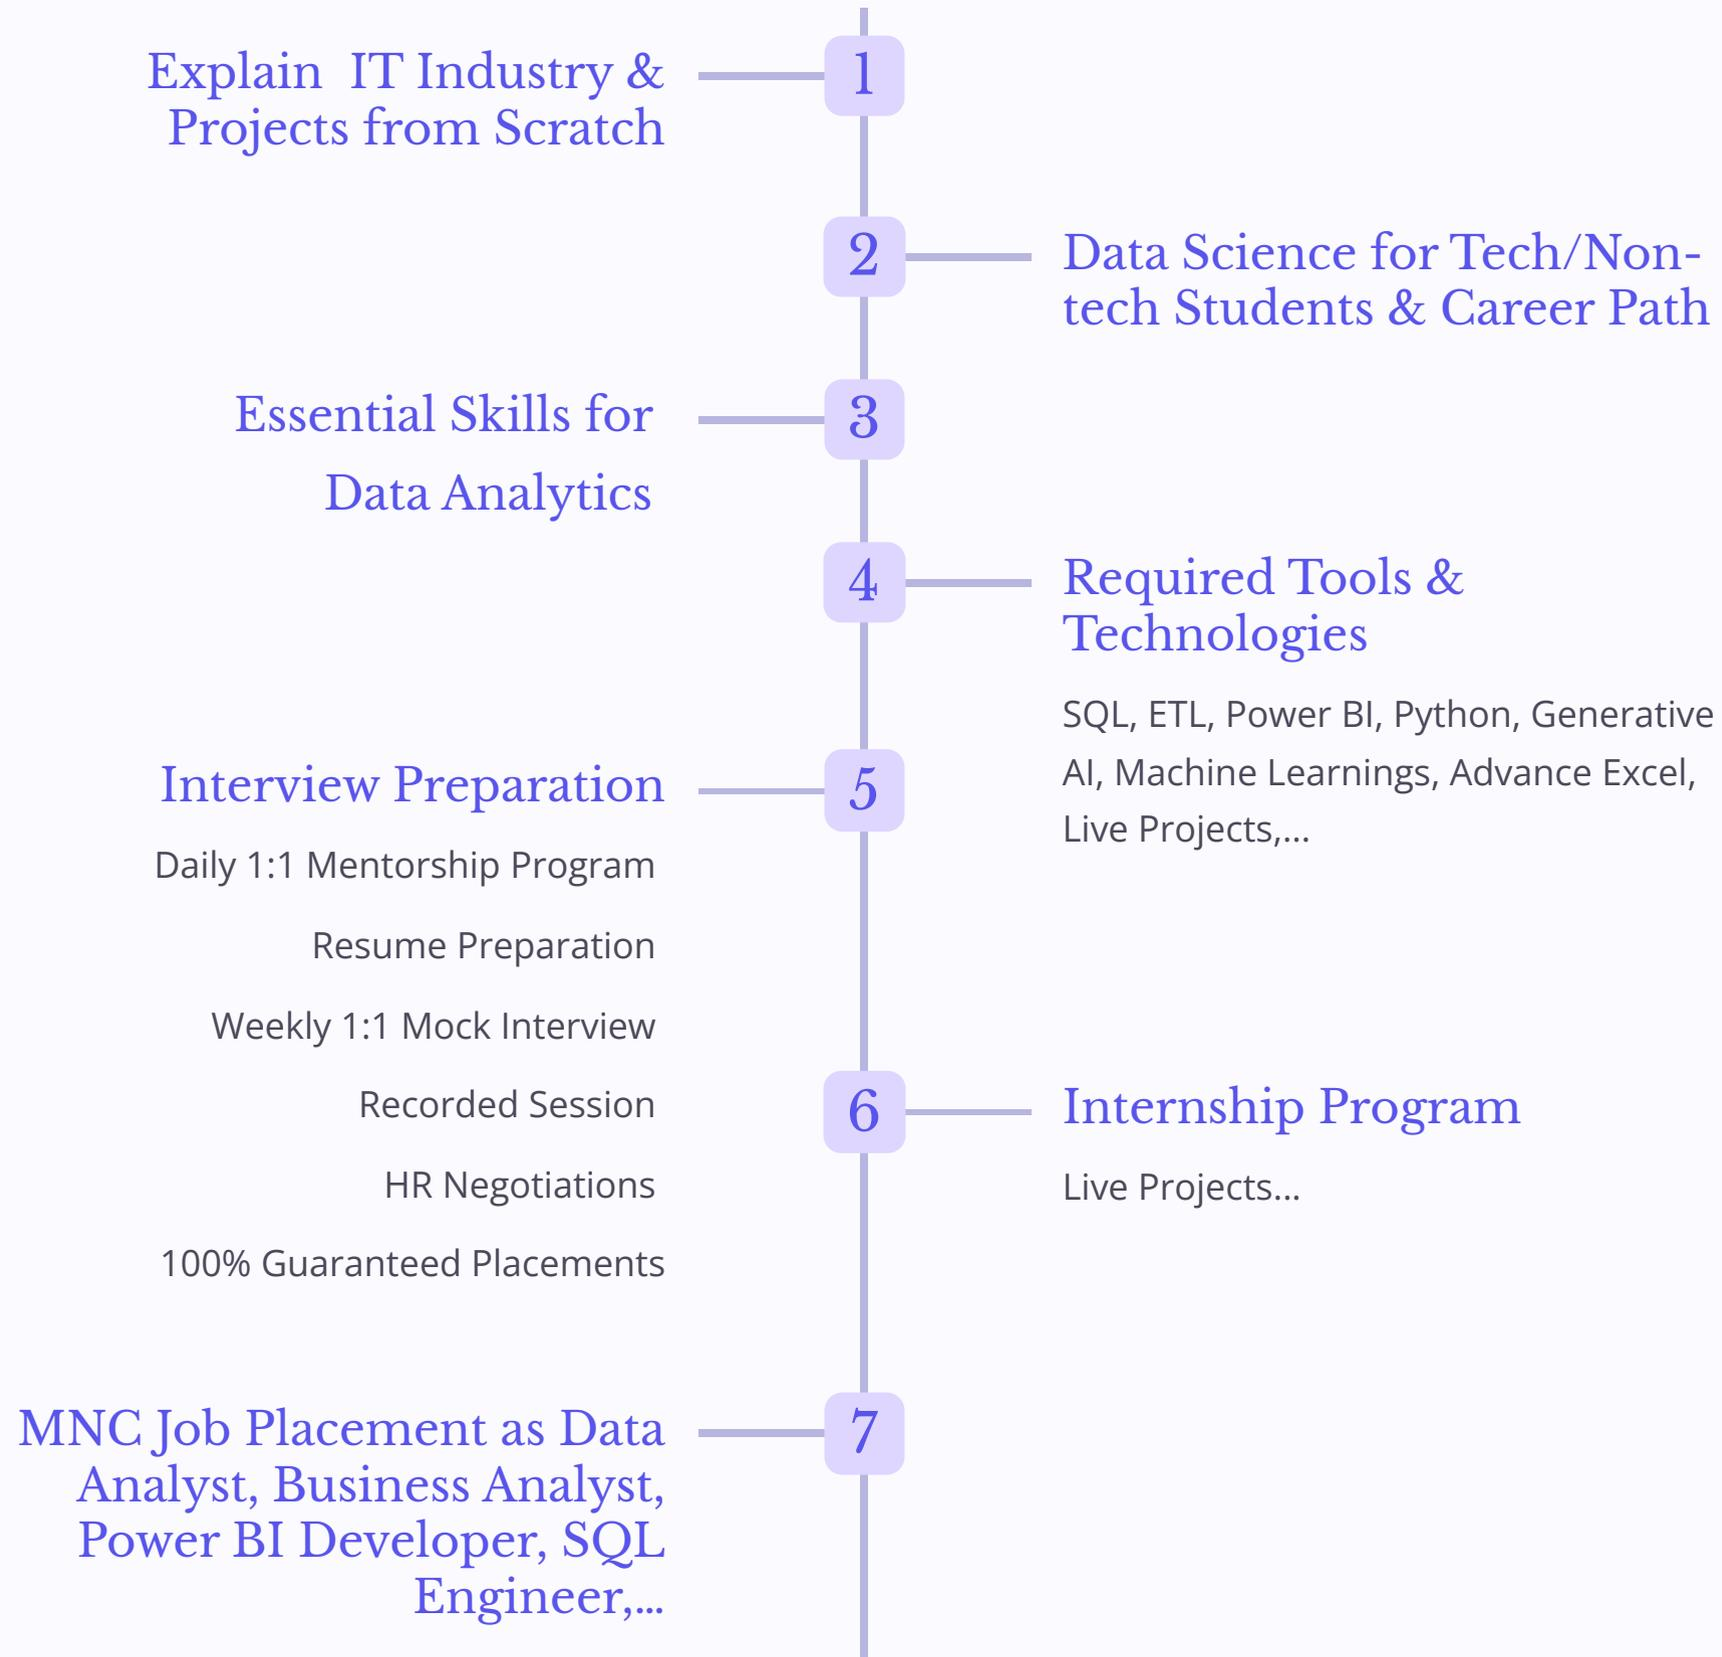 1
Explain  IT Industry &
Projects from Scratch
2
Data Science for Tech/Non-
tech Students & Career Path
3
Essential Skills for
Data Analytics
4
Required Tools &
Technologies
SQL, ETL, Power BI, Python, Generative
AI, Machine Learnings, Advance Excel,
Live Projects,...
5
Interview Preparation
Daily 1:1 Mentorship Program
Resume Preparation
Weekly 1:1 Mock Interview
Recorded Session
HR Negotiations
100% Guaranteed Placements
6
Internship Program
Live Projects...
7
MNC Job Placement as Data
Analyst, Business Analyst,
Power BI Developer, SQL
Engineer,...